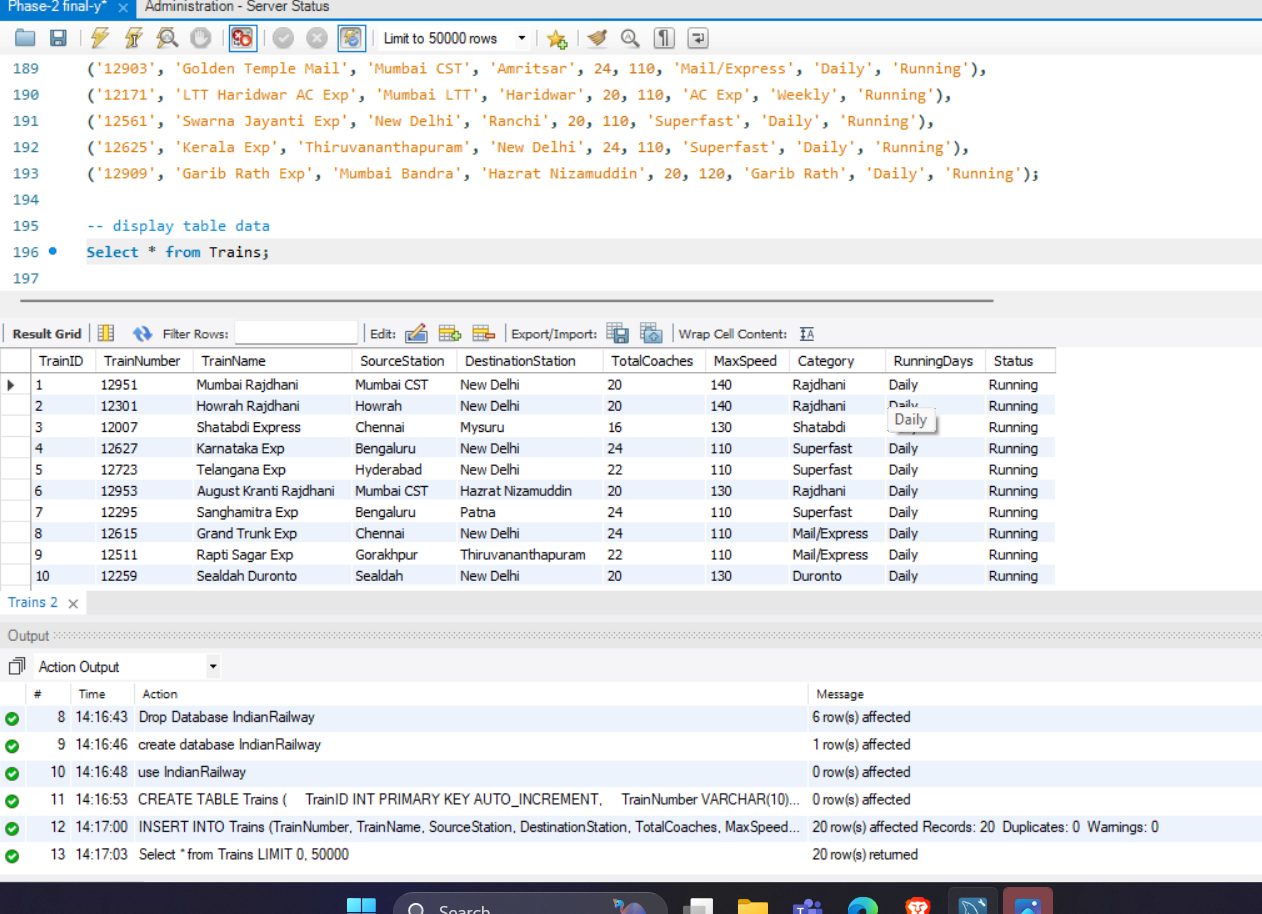 Phase-2 final-y* Administration - Server Status
Limit to 50000 rows
189 ('12903', 'Golden Temple Mail', 'Mumbai CST', 'Amritsar', 24, 110, 'Mail/Express', 'Daily', 'Running'),
190 ('12171', 'LTT Haridwar AC Exp', 'Mumbai LTT', 'Haridwar', 20, 110, 'AC Exp', 'Weekly', 'Running'),
191 ('12561', 'Swarna Jayanti Exp', 'New Delhi', 'Ranchi', 20, 110, 'Superfast', 'Daily', 'Running'),
192 ('12625', 'Kerala Exp', 'Thiruvananthapuram', 'New Delhi', 24, 110, 'Superfast', 'Daily', 'Running'),
193 ('12909', 'Garib Rath Exp', 'Mumbai Bandra', 'Hazrat Nizamuddin', 20, 120, 'Garib Rath', 'Daily', 'Running');
194
195 -- display table data
196 Select * from Trains;
197
Result Grid Filter Rows: Edit: Export/Import: Wrap Cell Content:
TrainID TrainNumber TrainName SourceStation DestinationStation TotalCoaches MaxSpeed Category RunningDays Status
1 12951 Mumbai Rajdhani Mumbai CST New Delhi 20 140 Rajdhani Daily Running
2 12301 Howrah Rajdhani Howrah New Delhi 20 140 Rajdhani Daily Running
3 12007 Shatabdi Express Chennai Mysuru 16 130 Shatabdi Daily Running
4 12627 Karnataka Exp Bengaluru New Delhi 24 110 Superfast Daily Running
5 12723 Telangana Exp Hyderabad New Delhi 22 110 Superfast Daily Running
6 12953 August Kranti Rajdhani Mumbai CST Hazrat Nizamuddin 20 130 Rajdhani Daily Running
7 12295 Sanghamitra Exp Bengaluru Patna 24 110 Superfast Daily Running
8 12615 Grand Trunk Exp Chennai New Delhi 24 110 Mail/Express Daily Running
9 12511 Rapti Sagar Exp Gorakhpur Thiruvananthapuram 22 110 Mail/Express Daily Running
10 12259 Sealdah Duronto Sealdah New Delhi 20 130 Duronto Daily Running
Trains 2
Output
Action Output
# Time Action Message
8 14:16:43 Drop Database IndianRailway 6 row(s) affected
9 14:16:46 create database IndianRailway 1 row(s) affected
10 14:16:48 use IndianRailway 0 row(s) affected
11 14:16:53 CREATE TABLE Trains ( TrainID INT PRIMARY KEY AUTO_INCREMENT, TrainNumber VARCHAR(10)... 0 row(s) affected
12 14:17:00 INSERT INTO Trains (TrainNumber, TrainName, SourceStation, DestinationStation, TotalCoaches, MaxSpeed... 20 row(s) affected Records: 20 Duplicates: 0 Warnings: 0
13 14:17:03 Select * from Trains LIMIT 0, 50000 20 row(s) returned
Search